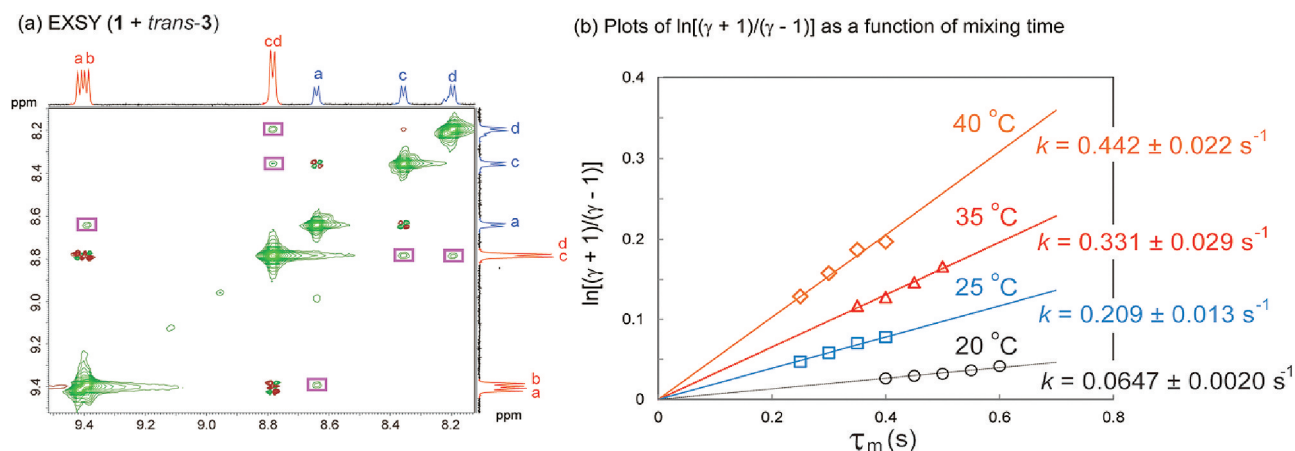 (a) EXSY (1 + trans-3)
a b
cd
a
c
d
ppm
8.2
8.4
8.6
8.8
9.0
9.2
9.4
9.4
9.2
9.0
8.8
8.6
8.4
8.2
ppm
d
c
a
d
c
b
a
(b) Plots of ln[(γ + 1)/(γ - 1)] as a function of mixing time
ln[(γ + 1)/(γ - 1)]
0.4
0.3
0.2
0.1
0
0
0.2
0.4
0.6
0.8
τm (s)
40 °C
k = 0.442 ± 0.022 s⁻¹
35 °C
k = 0.331 ± 0.029 s⁻¹
25 °C
k = 0.209 ± 0.013 s⁻¹
20 °C
k = 0.0647 ± 0.0020 s⁻¹